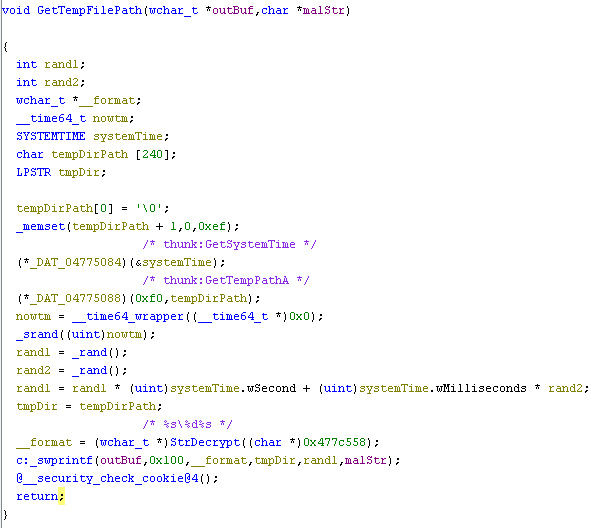 void GetTempFilePath(wchar_t *outBuf,char *malStr)
{
int rand1;
int rand2;
wchar_t *__format;
__time64_t nowtm;
SYSTEMTIME systemTime;
char tempDirPath [240];
LPSTR tmpDir;
tempDirPath[0] = '\0';
_memset(tempDirPath + 1,0,0xef);
/* thunk:GetSystemTime */
(*_DAT_04775084)(&systemTime);
/* thunk:GetTempPathA */
(*_DAT_04775088)(0xf0,tempDirPath);
nowtm = __time64_wrapper((__time64_t *)0x0);
_srand((uint)nowtm);
rand1 = _rand();
rand2 = _rand();
rand1 = rand1 * (uint)systemTime.wSecond + (uint)systemTime.wMilliseconds * rand2;
tmpDir = tempDirPath;
/* %s\%d%s */
__format = (wchar_t *)StrDecrypt((char *)0x477c558);
c:_swprintf(outBuf,0x100,__format,tmpDir,rand1,malStr);
@__security_check_cookie@4();
return;
}